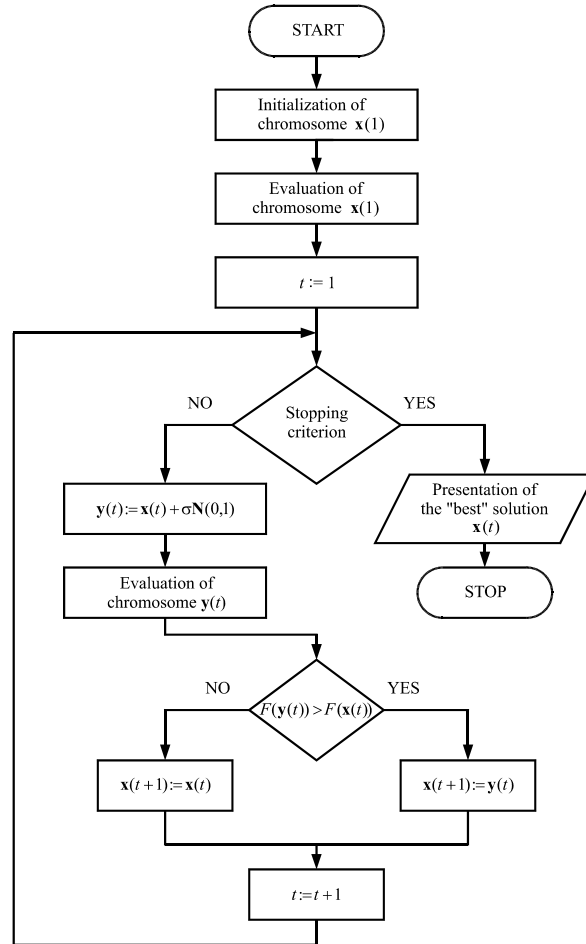 START
Initialization of
chromosome x(1)
Evaluation of
chromosome x(1)
t := 1
NO
YES
Stopping
criterion
y(t):= x(t)+σN(0,1)
Presentation of
the "best" solution
x(t)
Evaluation of
chromosome y(t)
STOP
NO
YES
F(y(t))>F(x(t))
x(t+1):= x(t)
x(t+1):= y(t)
t:= t+1